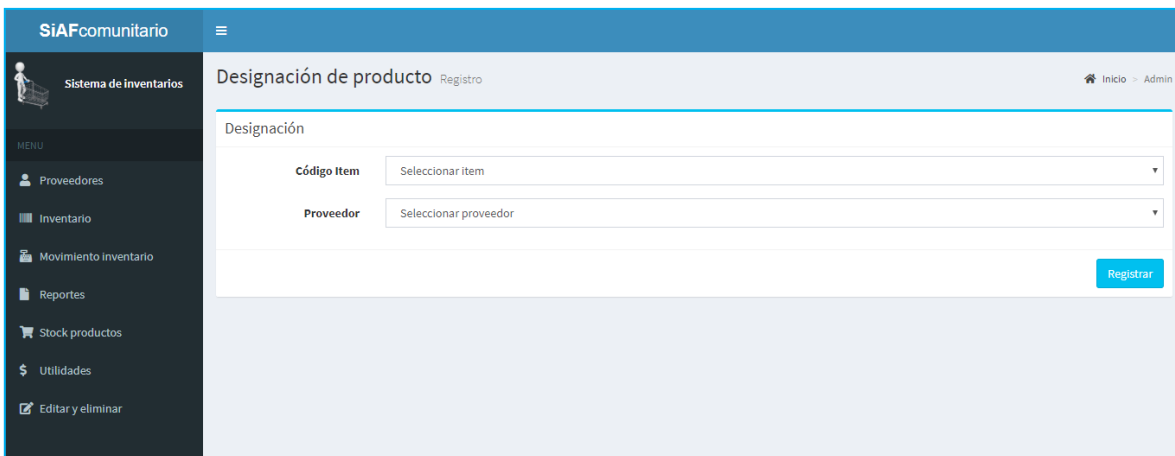 SiAFcomunitario
Sistema de inventarios
MENU
Proveedores
Inventario
Movimiento inventario
Reportes
Stock productos
Utilidades
Editar y eliminar
Designación de producto Registro
Inicio > Admin
Designación
Código Item Seleccionar item
Proveedor Seleccionar proveedor
Registrar